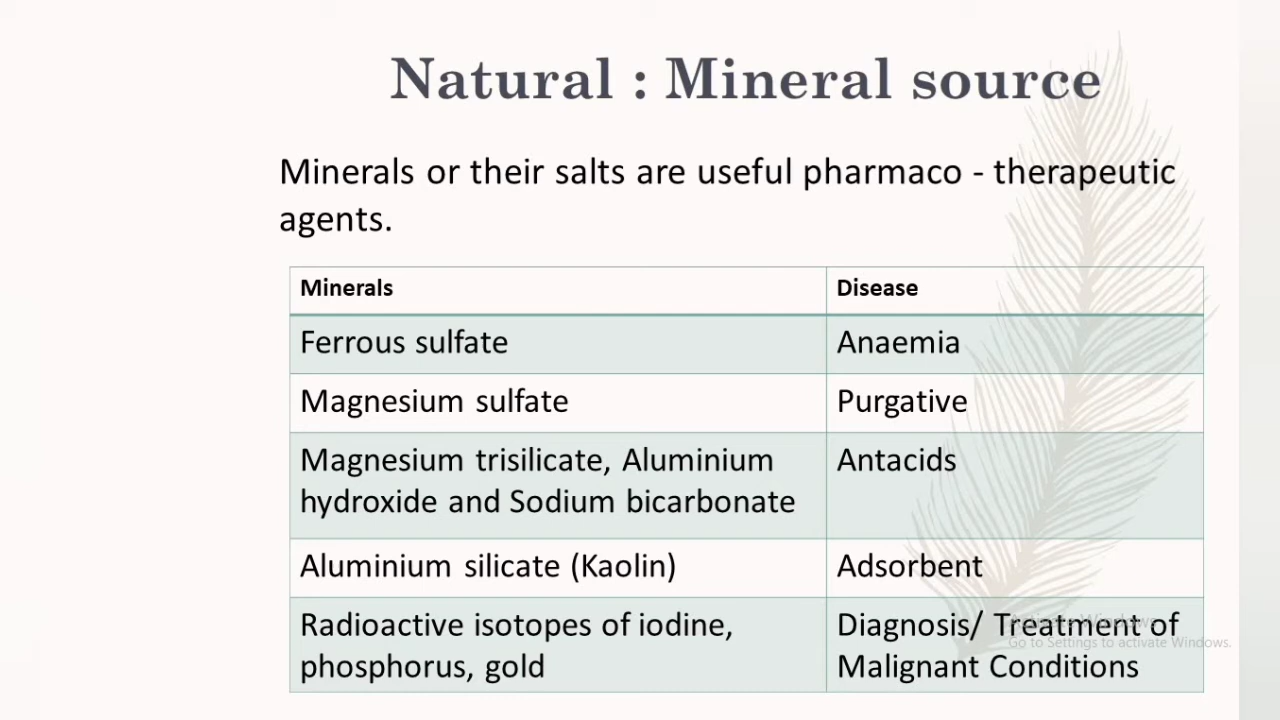 Natural : Mineral source
Minerals or their salts are useful pharmaco - therapeutic
agents.
Minerals Disease
Ferrous sulfate Anaemia
Magnesium sulfate Purgative
Magnesium trisilicate, Aluminium Antacids
hydroxide and Sodium bicarbonate
Aluminium silicate (Kaolin) Adsorbent
Radioactive isotopes of iodine, Diagnosis/ Treatment of
phosphorus, gold Malignant Conditions
Activate Windows
Go to Settings to activate Windows.